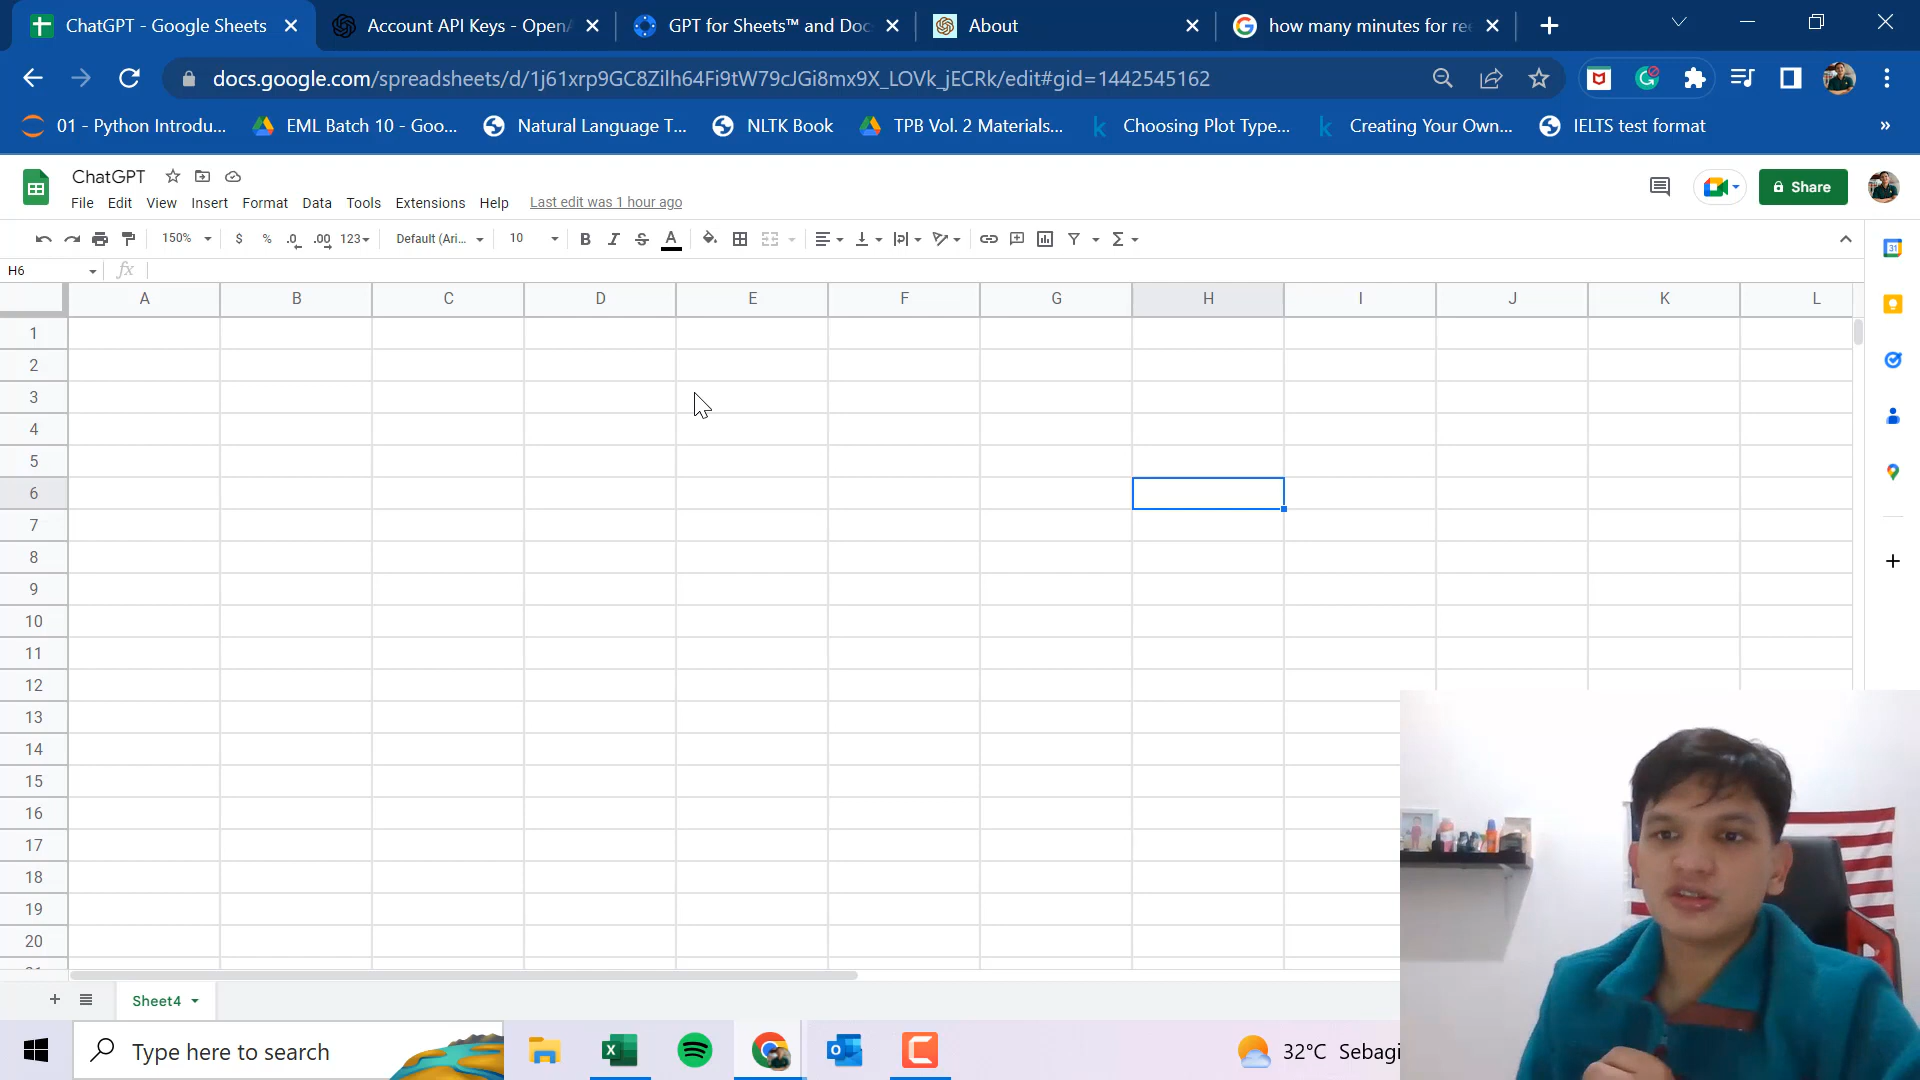 ChatGPT - Google Sheets
Account API Keys - OpenA
GPT for Sheets™ and Doc
About
how many minutes for ree
docs.google.com/spreadsheets/d/1j61xrp9GC8Zilh64Fi9tW79cJGi8mx9X_LOVk_jECRk/edit#gid=1442545162
01 - Python Introdu...
EML Batch 10 - Goo...
Natural Language T...
NLTK Book
TPB Vol. 2 Materials...
Choosing Plot Type...
Creating Your Own...
IELTS test format
»
ChatGPT
File Edit View Insert Format Data Tools Extensions Help Last edit was 1 hour ago
Share
150% $ % .0 .00 123 Default (Ari... 10 B I S A Σ
31
H6 fx
A B C D E F G H I J K L
1
2
3
4
5
6
7
8
9
10
11
12
13
14
15
16
17
18
19
20
21
+ Sheet4
Type here to search
32°C Sebagi